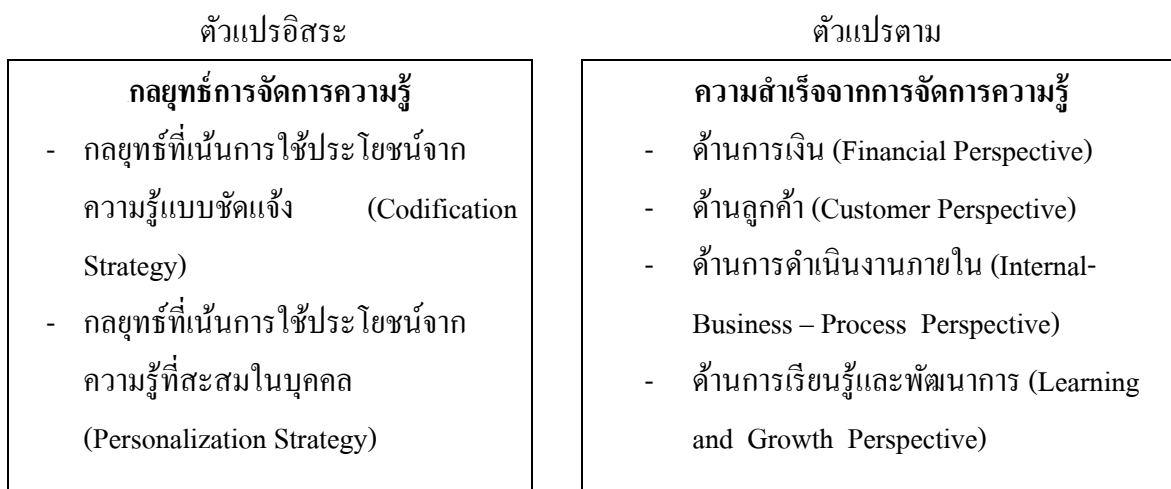 ตัวแปรอิสระ
กลยุทธ์การจัดการความรู้
- กลยุทธ์ที่เน้นการใช้ประโยชน์จาก
ความรู้แบบชัดแจ้ง (Codification
Strategy)
- กลยุทธ์ที่เน้นการใช้ประโยชน์จาก
ความรู้ที่สะสมในบุคคล
(Personalization Strategy)
ตัวแปรตาม
ความสำเร็จจากการจัดการความรู้
- ด้านการเงิน (Financial Perspective)
- ด้านลูกค้า (Customer Perspective)
- ด้านการดำเนินงานภายใน (Internal-
Business – Process Perspective)
- ด้านการเรียนรู้และพัฒนาการ (Learning
and Growth Perspective)